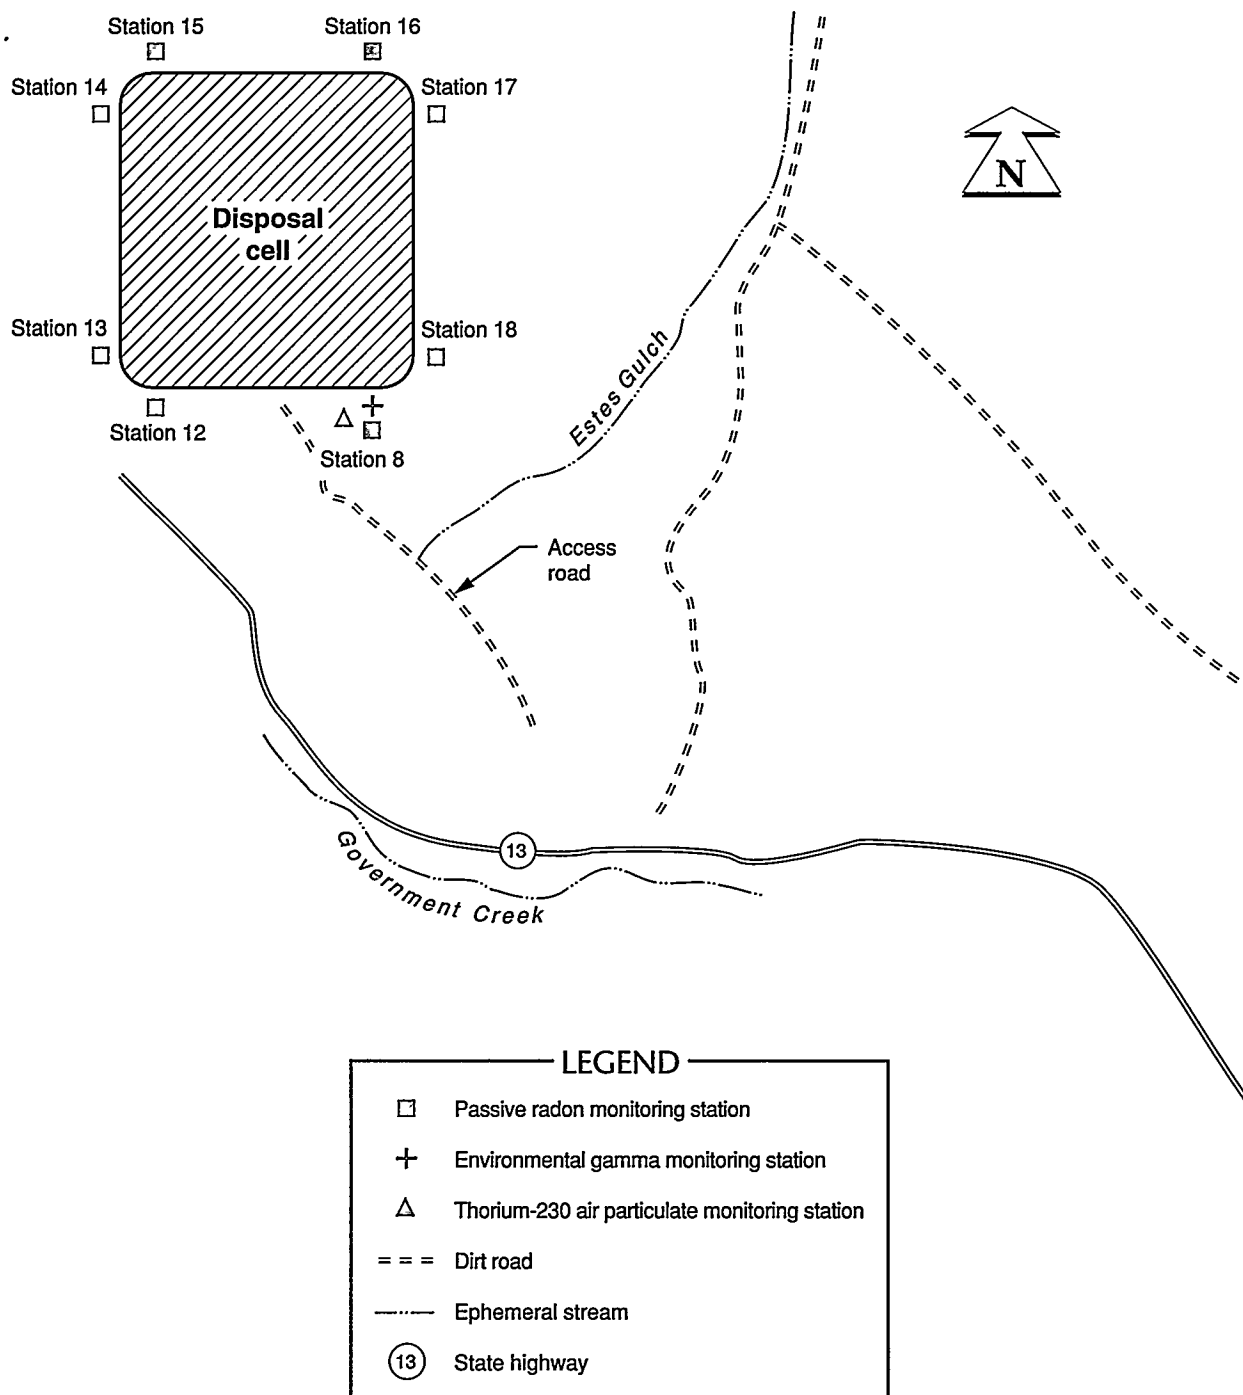 Station 15
Station 16
Station 14
Station 17
N
Disposal
cell
Station 13
Station 18
Estes Gulch
Station 12
Station 8
Access
road
13
Government Creek
LEGEND
Passive radon monitoring station
Environmental gamma monitoring station
Thorium-230 air particulate monitoring station
Dirt road
Ephemeral stream
13 State highway